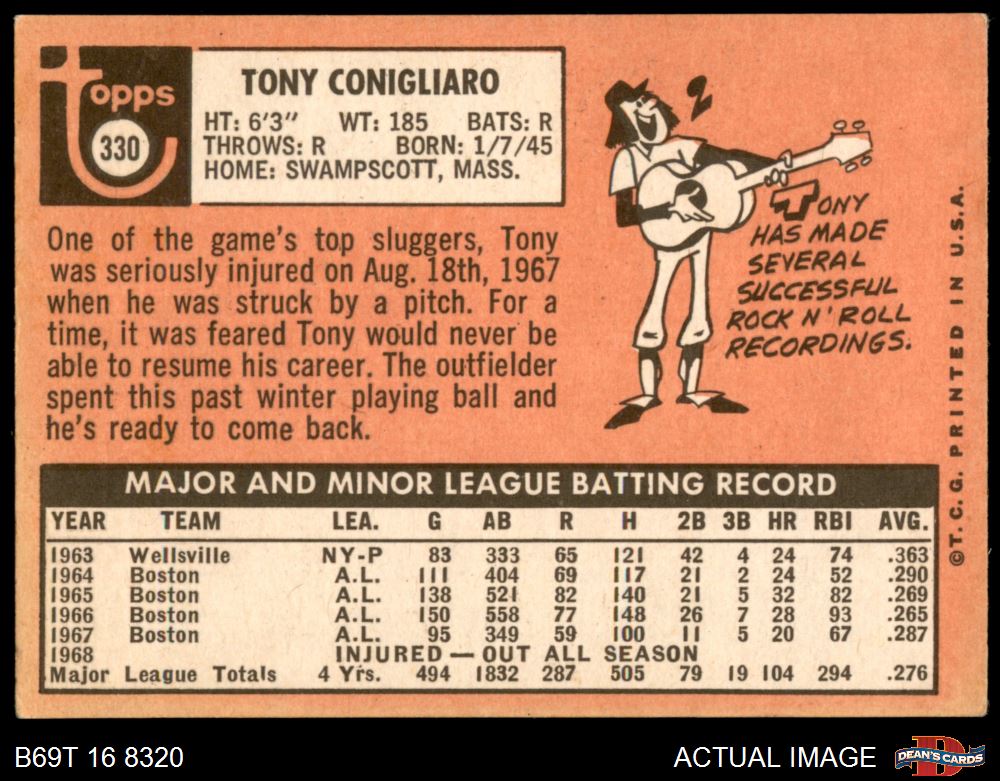 Topps
330
TONY CONIGLIARO
HT: 6'3" WT: 185 BATS: R
THROWS: R BORN: 1/7/45
HOME: SWAMPSCOTT, MASS.
One of the game's top sluggers, Tony
was seriously injured on Aug. 18th, 1967
when he was struck by a pitch. For a
time, it was feared Tony would never be
able to resume his career. The outfielder
spent this past winter playing ball and
he's ready to come back.
TONY
HAS MADE
SEVERAL
SUCCESSFUL
ROCK N' ROLL
RECORDINGS.
©T. C. G. PRINTED IN U.S.A.
MAJOR AND MINOR LEAGUE BATTING RECORD
YEAR TEAM LEA. G AB R H 2B 3B HR RBI AVG.
1963 Wellsville NY-P 83 333 65 121 42 4 24 74 .363
1964 Boston A.L. 111 404 69 117 21 2 24 52 .290
1965 Boston A.L. 138 521 82 140 21 5 32 82 .269
1966 Boston A.L. 150 558 77 148 26 7 28 93 .265
1967 Boston A.L. 95 349 59 100 11 5 20 67 .287
1968 INJURED — OUT ALL SEASON
Major League Totals 4 Yrs. 494 1832 287 505 79 19 104 294 .276
B69T 16 8320
ACTUAL IMAGE
D
DEAN'S CARDS